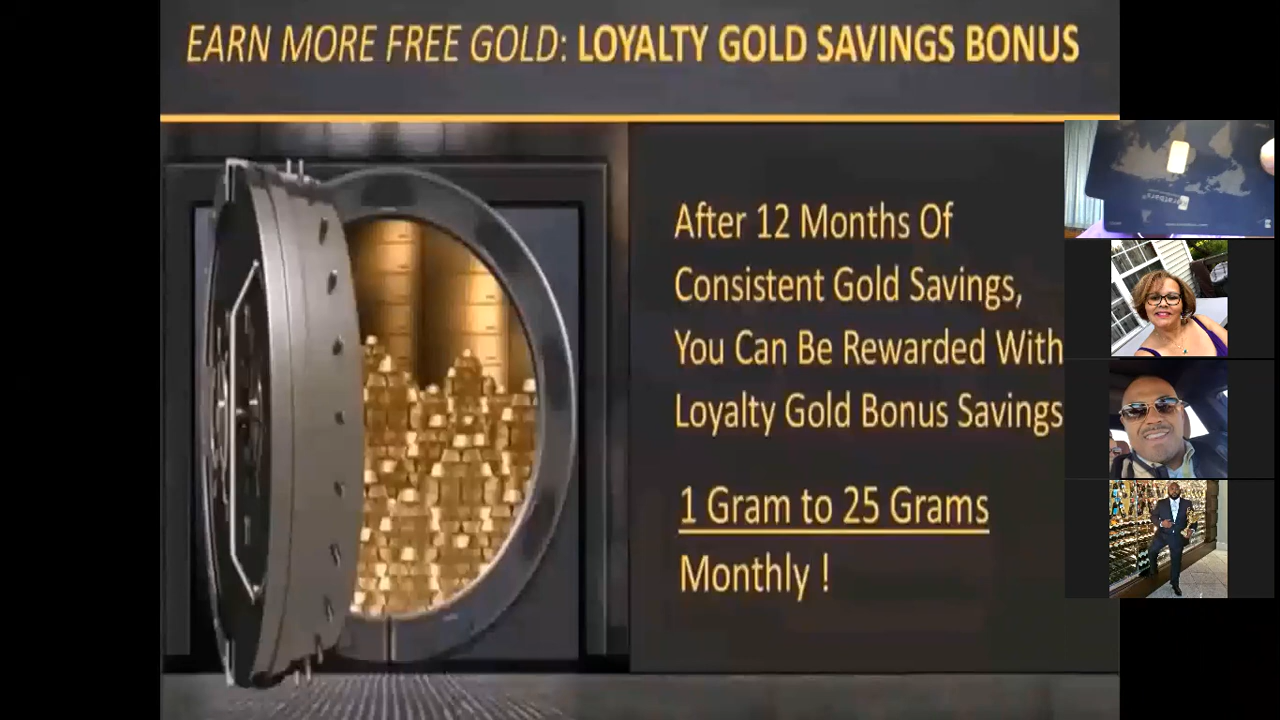 EARN MORE FREE GOLD: LOYALTY GOLD SAVINGS BONUS
After 12 Months Of
Consistent Gold Savings,
You Can Be Rewarded With
Loyalty Gold Bonus Savings
1 Gram to 25 Grams
Monthly !